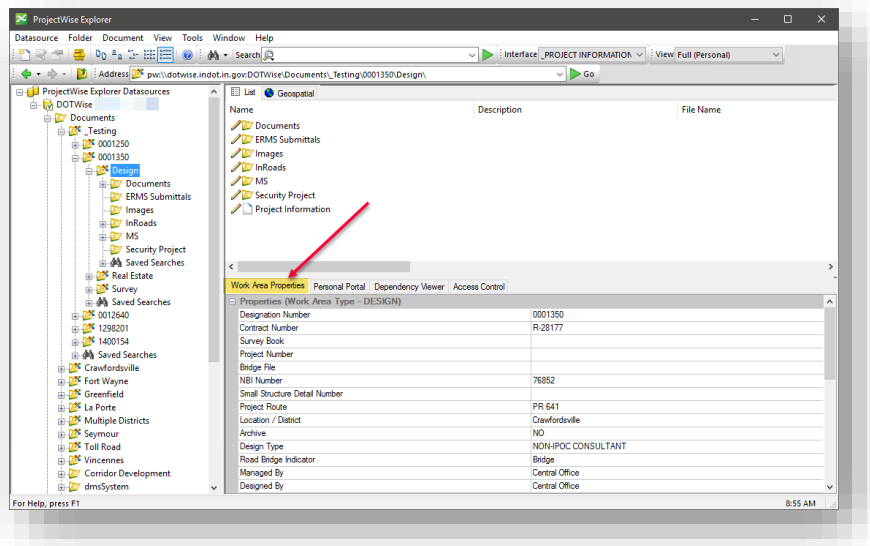 ProjectWise Explorer
Datasource Folder Document View Tools Window Help
Search Interface _PROJECT INFORMATION View Full (Personal)
Address pw:\\dotwise.indot.in.gov:DOTWise\Documents\_Testing\0001350\Design\ Go
ProjectWise Explorer Datasources
DOTWise
Documents
_Testing
0001250
0001350
Design
Documents
ERMS Submittals
Images
InRoads
MS
Security Project
Saved Searches
Real Estate
Survey
Saved Searches
0012640
1298201
1400154
Saved Searches
Crawfordsville
Fort Wayne
Greenfield
La Porte
Multiple Districts
Seymour
Toll Road
Vincennes
Corridor Development
dmsSystem
List Geospatial
Name Description File Name
Documents
ERMS Submittals
Images
InRoads
MS
Security Project
Project Information
Work Area Properties Personal Portal Dependency Viewer Access Control
Properties (Work Area Type - DESIGN)
Designation Number 0001350
Contract Number R-28177
Survey Book
Project Number
Bridge File
NBI Number 76852
Small Structure Detail Number
Project Route PR 641
Location / District Crawfordsville
Archive NO
Design Type NON-IPOC CONSULTANT
Road Bridge Indicator Bridge
Managed By Central Office
Designed By Central Office
For Help, press F1 8:55 AM